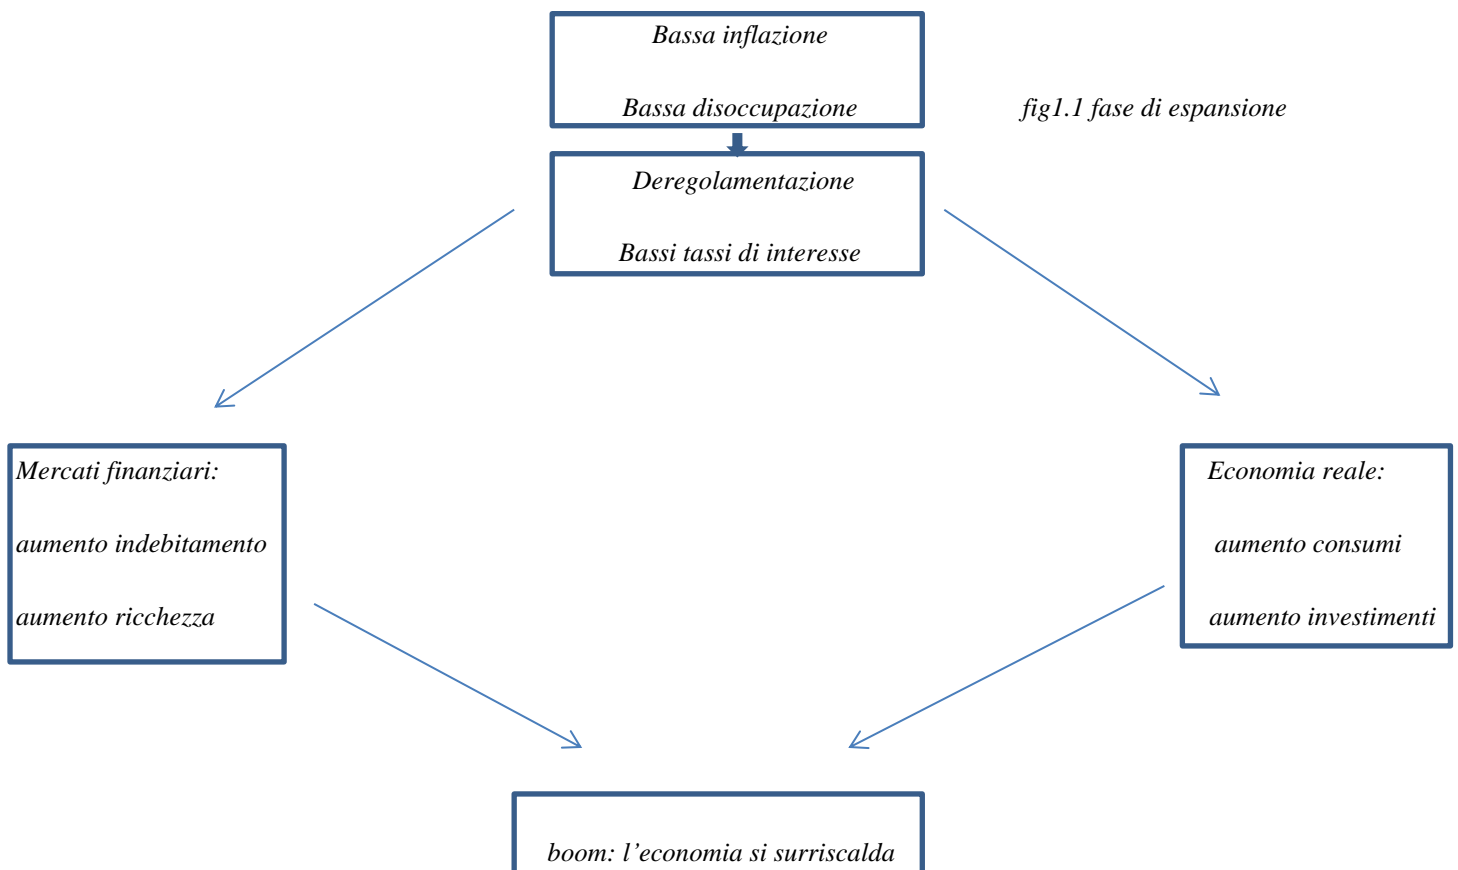 Bassa inflazione
Bassa disoccupazione
fig1.1 fase di espansione
Deregolamentazione
Bassi tassi di interesse
Mercati finanziari:
aumento indebitamento
aumento ricchezza
Economia reale:
aumento consumi
aumento investimenti
boom: l’economia si surriscalda